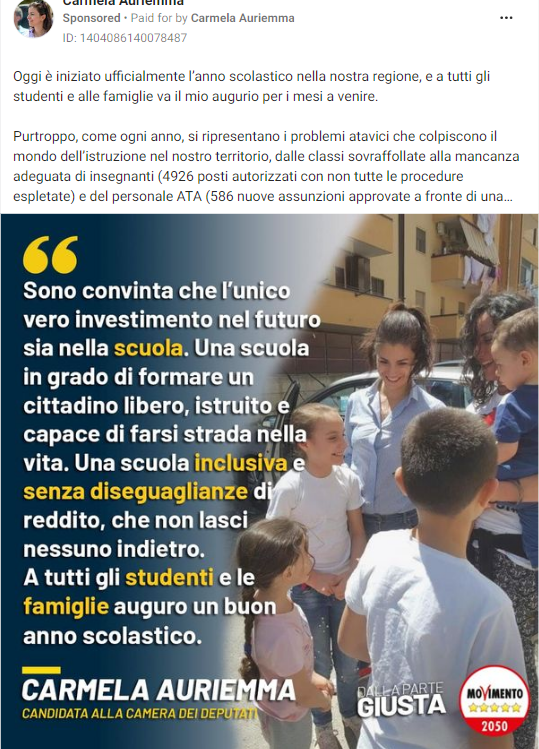 Carmela Auriemma
Sponsored • Paid for by Carmela Auriemma
ID: 1404086140078487
Oggi è iniziato ufficialmente l'anno scolastico nella nostra regione, e a tutti gli
studenti e alle famiglie va il mio augurio per i mesi a venire.
Purtroppo, come ogni anno, si ripresentano i problemi atavici che colpiscono il
mondo dell'istruzione nel nostro territorio, dalle classi sovraffollate alla mancanza
adeguata di insegnanti (4926 posti autorizzati con non tutte le procedure
espletate) e del personale ATA (586 nuove assunzioni approvate a fronte di una...
Sono convinta che l'unico
vero investimento nel futuro
sia nella scuola. Una scuola
in grado di formare un
cittadino libero, istruito e
capace di farsi strada nella
vita. Una scuola inclusiva e
senza diseguaglianze di
reddito, che non lasci
nessuno indietro.
A tutti gli studenti e le
famiglie auguro un buon
anno scolastico.
CARMELA AURIEMMA
CANDIDATA ALLA CAMERA DEI DEPUTATI
DALLA PARTE
GIUSTA
MOVIMENTO
2050